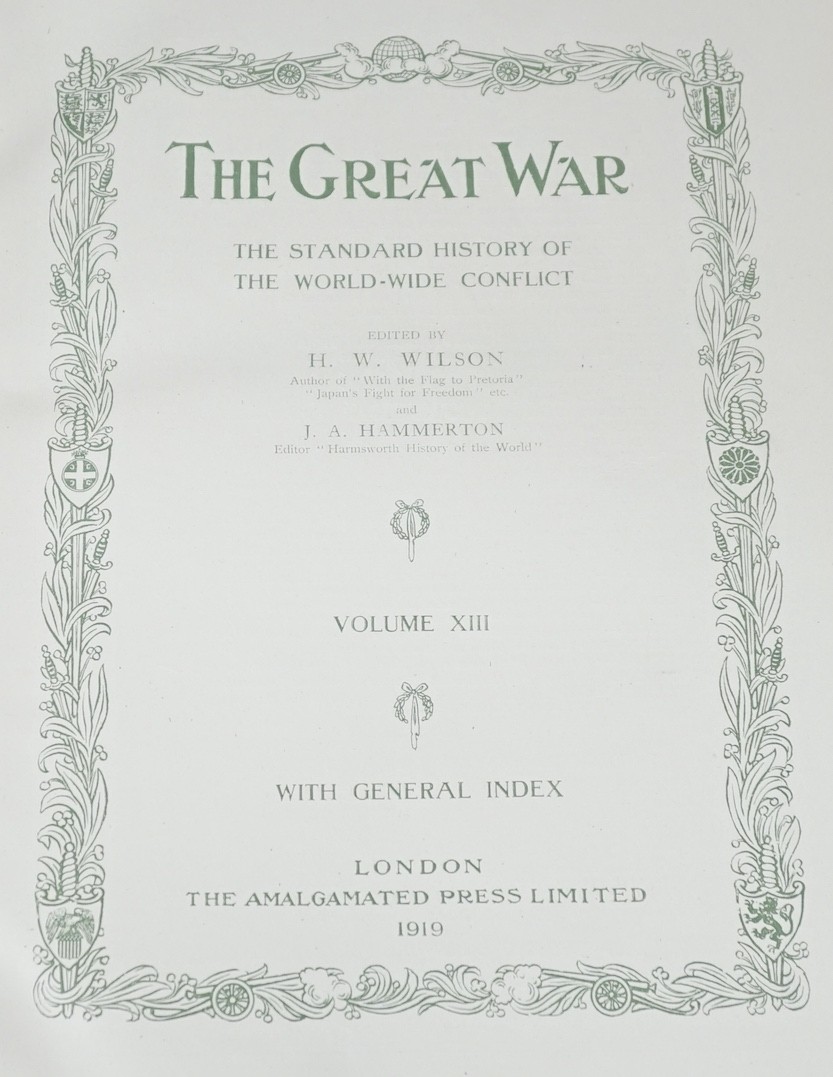 THE GREAT WAR
THE STANDARD HISTORY OF
THE WORLD-WIDE CONFLICT
EDITED BY
H. W. WILSON
Author of "With the Flag to Pretoria"
"Japan's Fight for Freedom" etc.
and
J. A. HAMMERTON
Editor "Harmsworth History of the World"
VOLUME XIII
WITH GENERAL INDEX
LONDON
THE AMALGAMATED PRESS LIMITED
1919